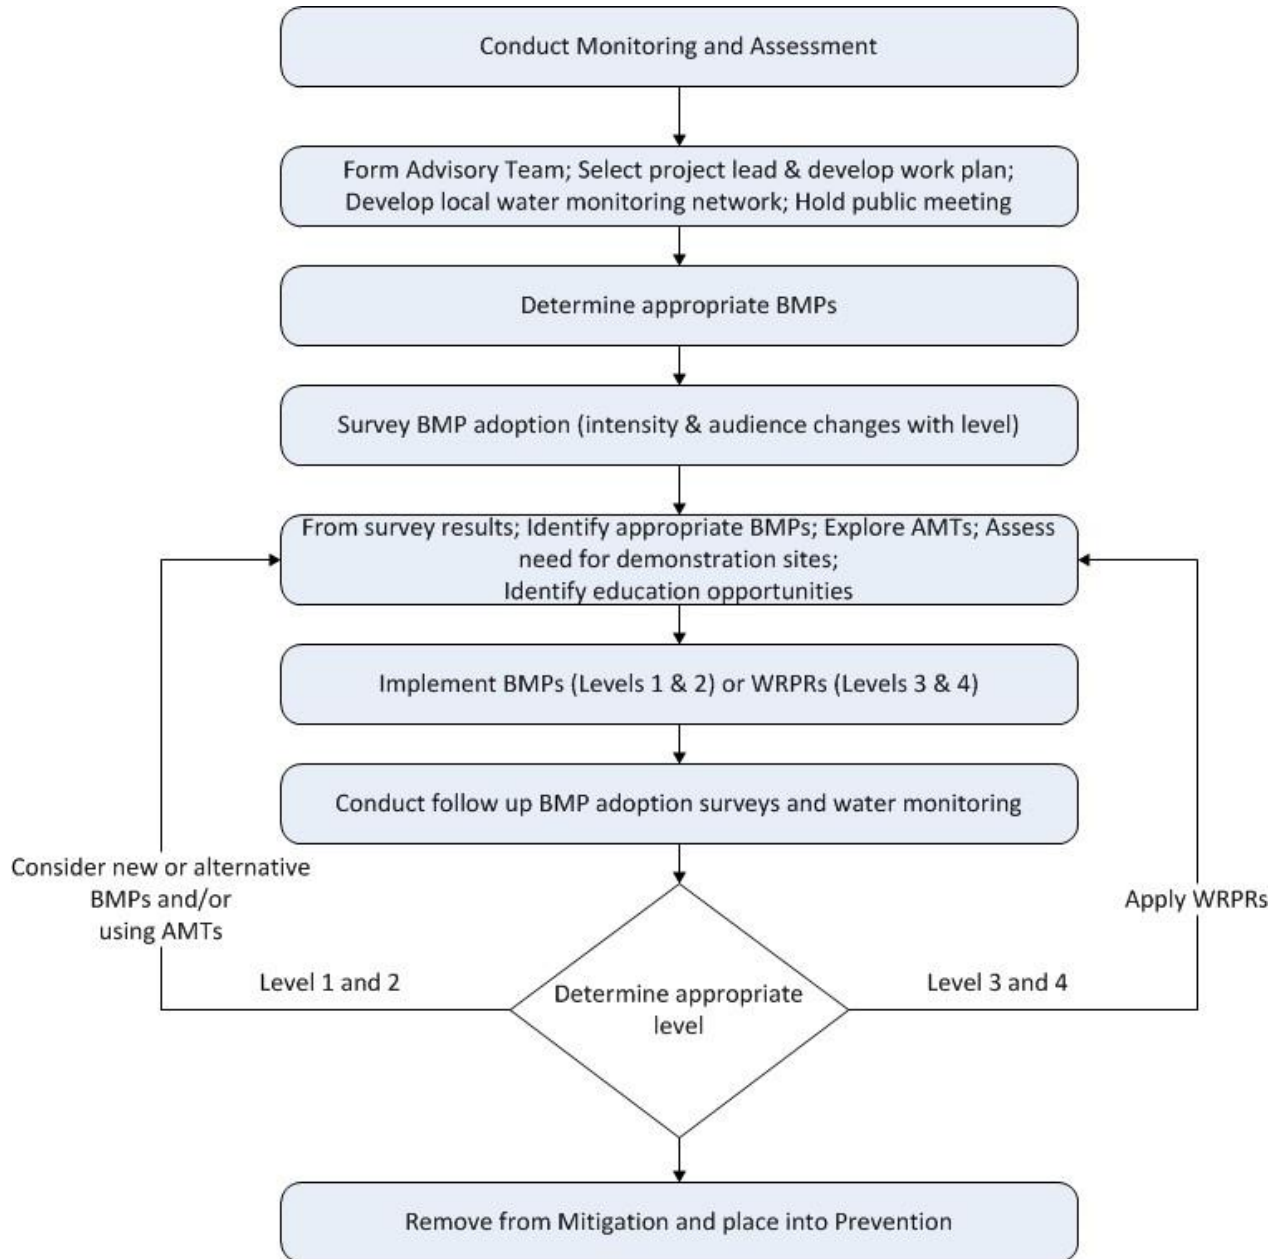 Conduct Monitoring and Assessment
Form Advisory Team; Select project lead & develop work plan;
Develop local water monitoring network; Hold public meeting
Determine appropriate BMPs
Survey BMP adoption (intensity & audience changes with level)
From survey results; Identify appropriate BMPs; Explore AMTs; Assess
need for demonstration sites;
Identify education opportunities
Implement BMPs (Levels 1 & 2) or WRPRs (Levels 3 & 4)
Conduct follow up BMP adoption surveys and water monitoring
Consider new or alternative
BMPs and/or
using AMTs
Apply WRPRs
Level 1 and 2
Level 3 and 4
Determine appropriate
level
Remove from Mitigation and place into Prevention